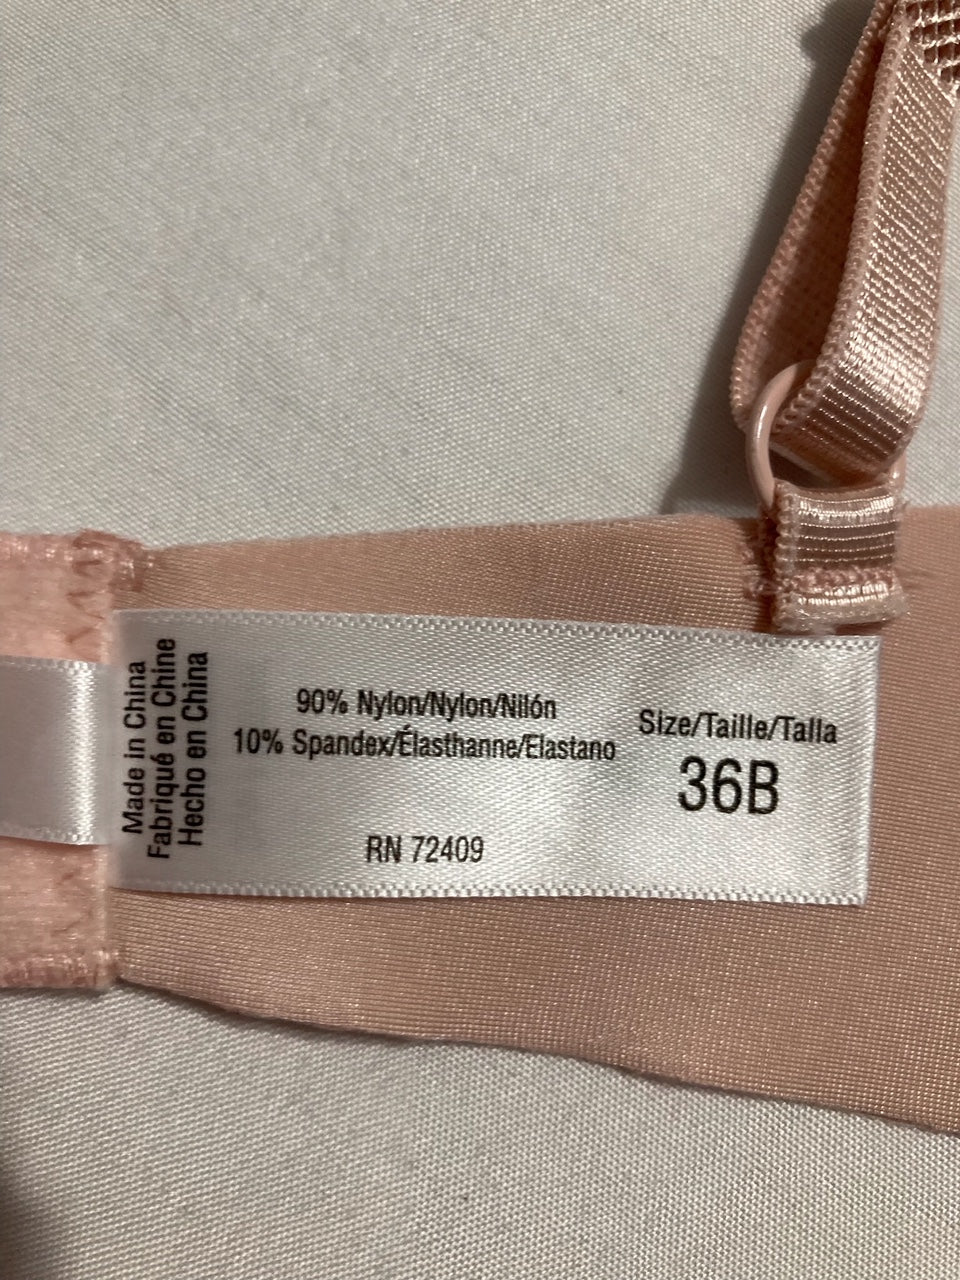 Made in China
Fabriqué en Chine
Hecho en China
90% Nylon/Nylon/Nilón
10% Spandex/Élasthanne/Elastano
RN 72409
Size/Taille/Talla
36B